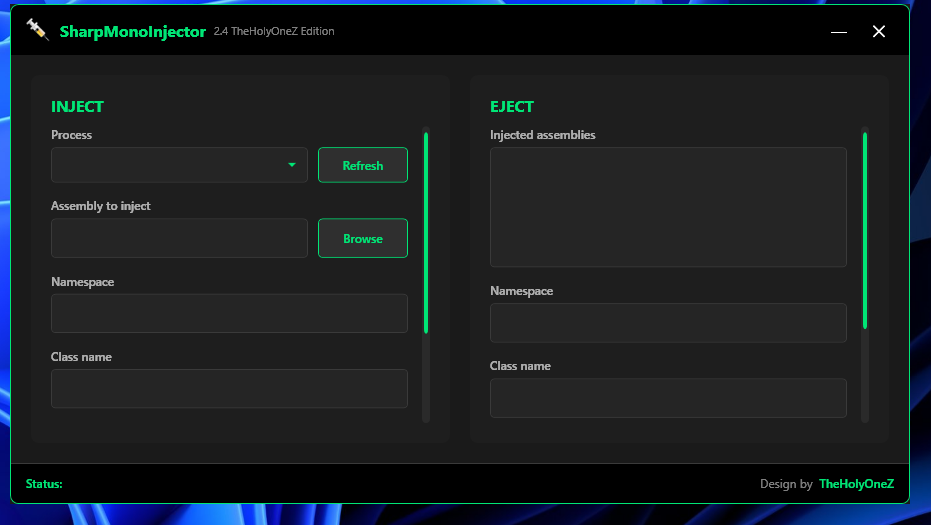 SharpMonoInjector 2.4 TheHolyOneZ Edition
INJECT
Process
Refresh
Assembly to inject
Browse
Namespace
Class name
EJECT
Injected assemblies
Namespace
Class name
Status:
Design by TheHolyOneZ